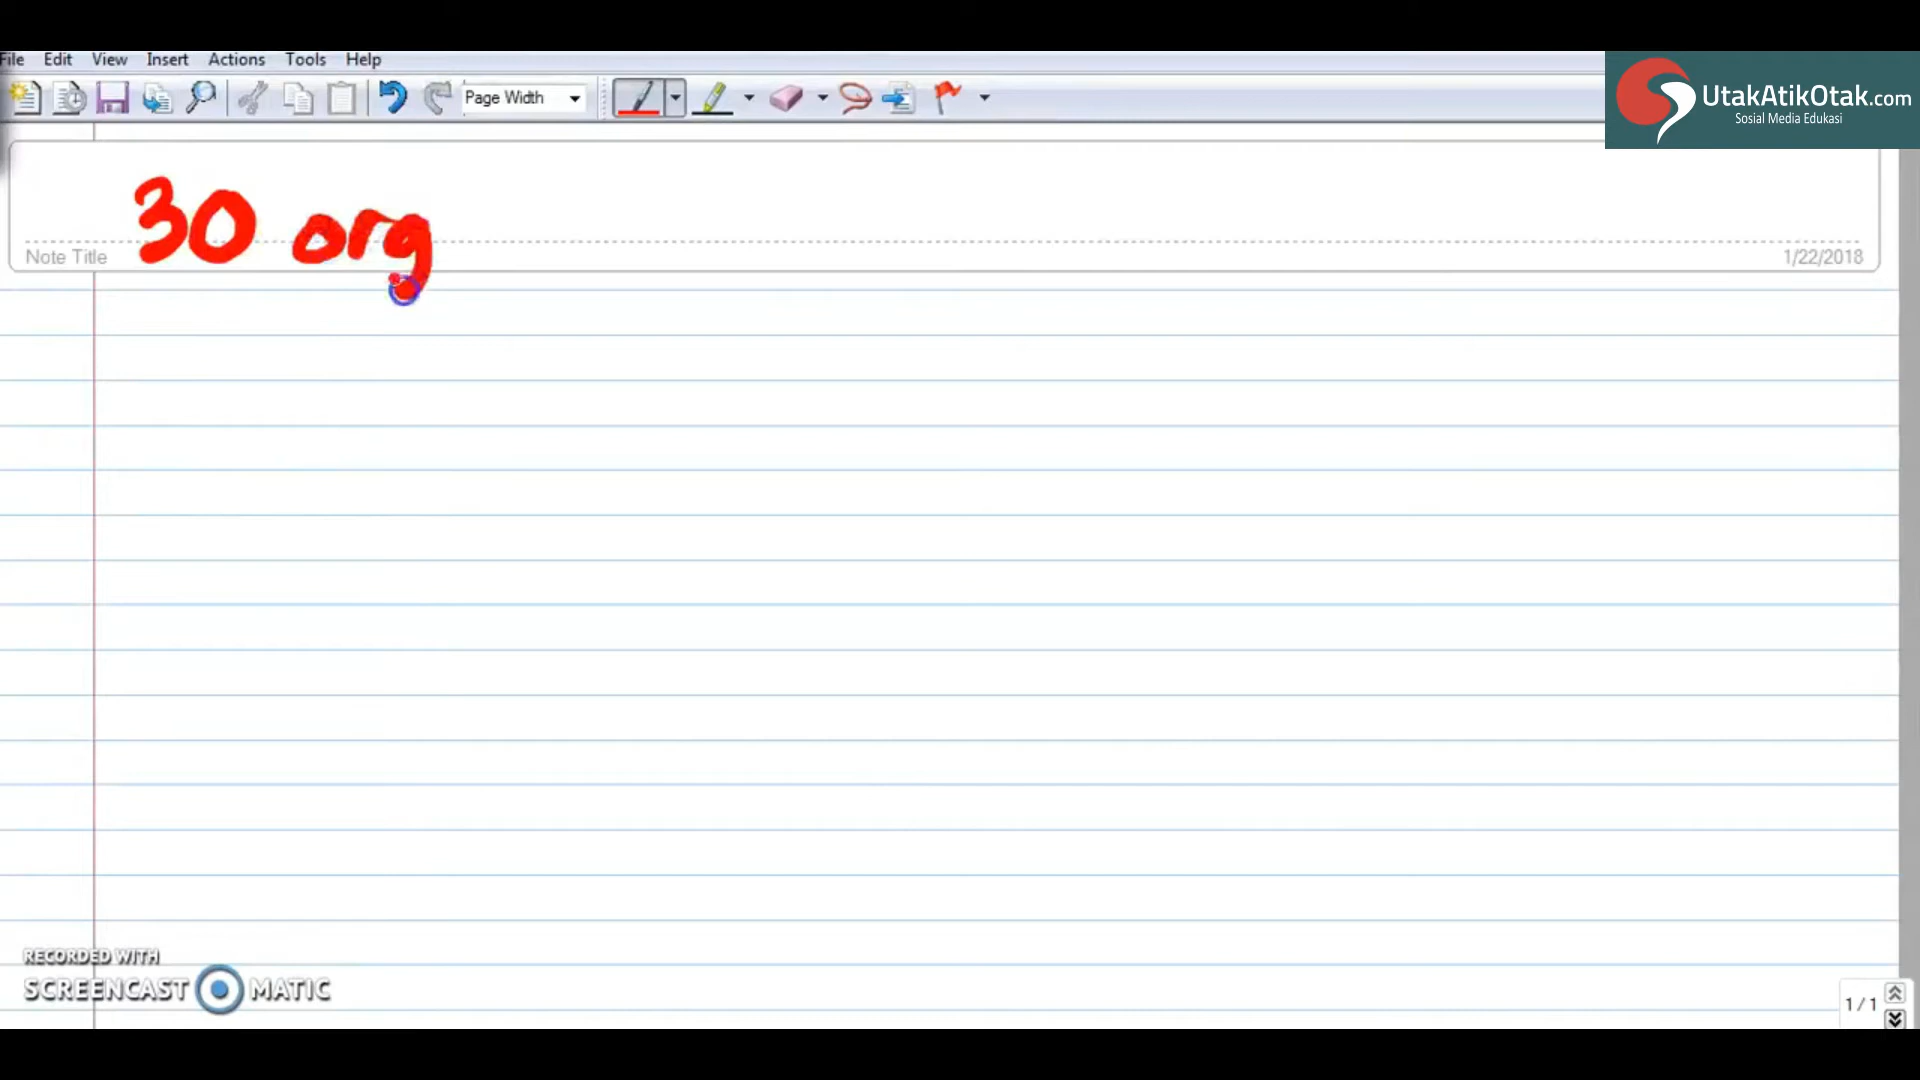 File Edit View Insert Actions Tools Help
Page Width
UtakAtikOtak.com
Sosial Media Edukasi
30 org
Note Title
1/22/2018
RECORDED WITH
SCREENCAST MATIC
1 / 1